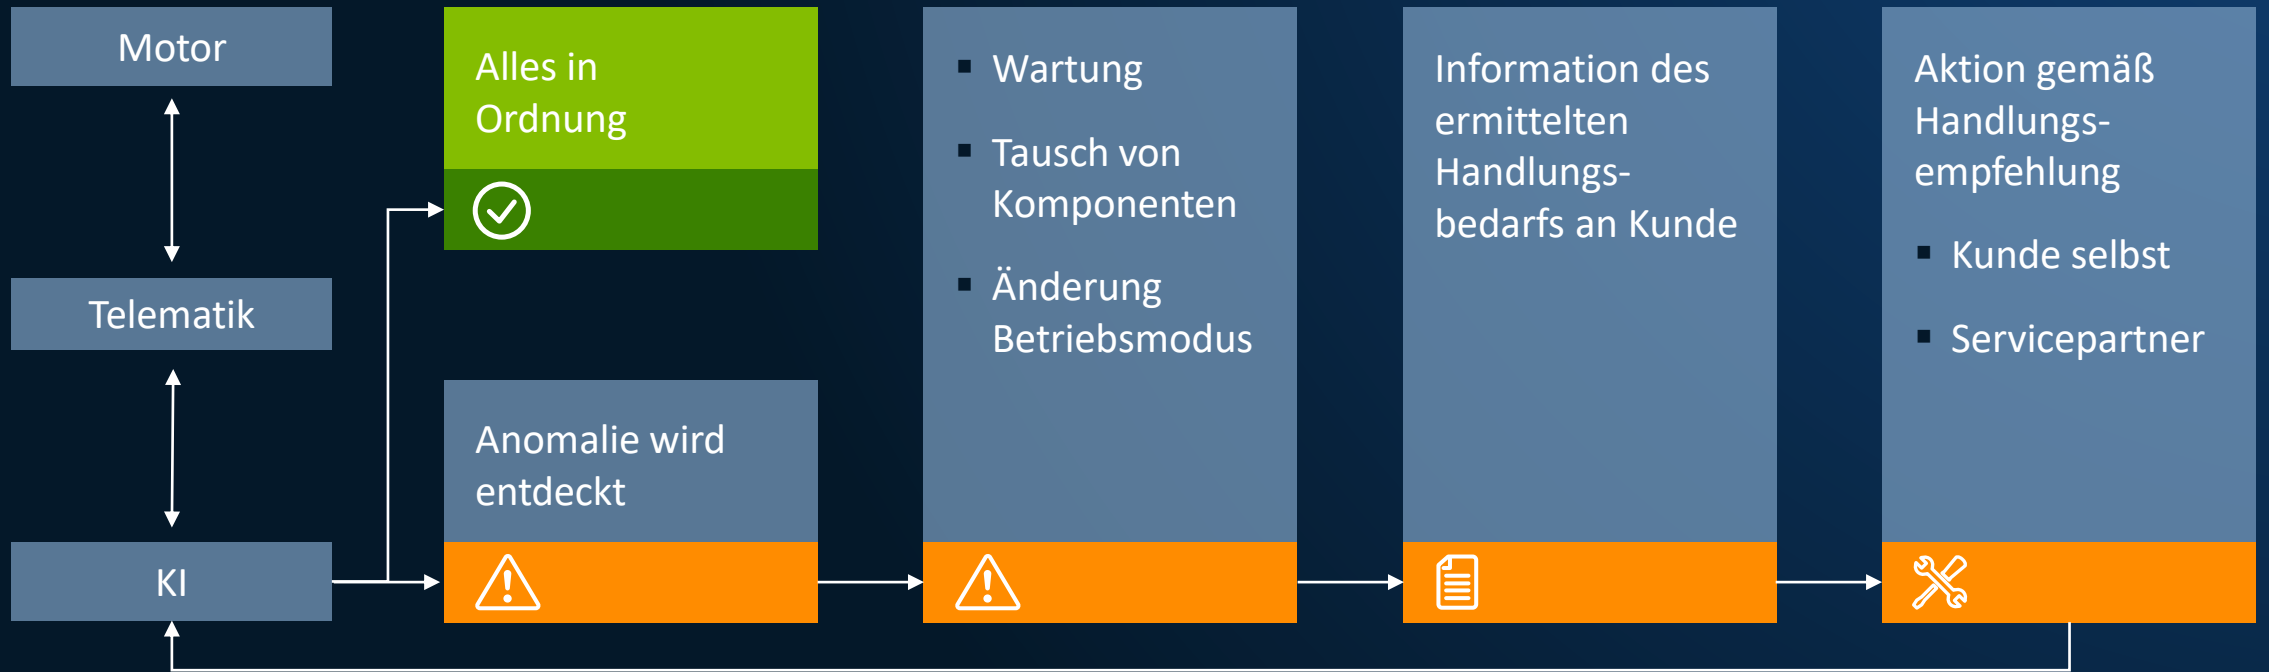 Motor
Telematik
KI
Alles in
Ordnung
Anomalie wird
entdeckt
▪ Wartung
▪ Tausch von
Komponenten
▪ Änderung
Betriebsmodus
Information des
ermittelten
Handlungs-
bedarfs an Kunde
Aktion gemäß
Handlungs-
empfehlung
▪ Kunde selbst
▪ Servicepartner